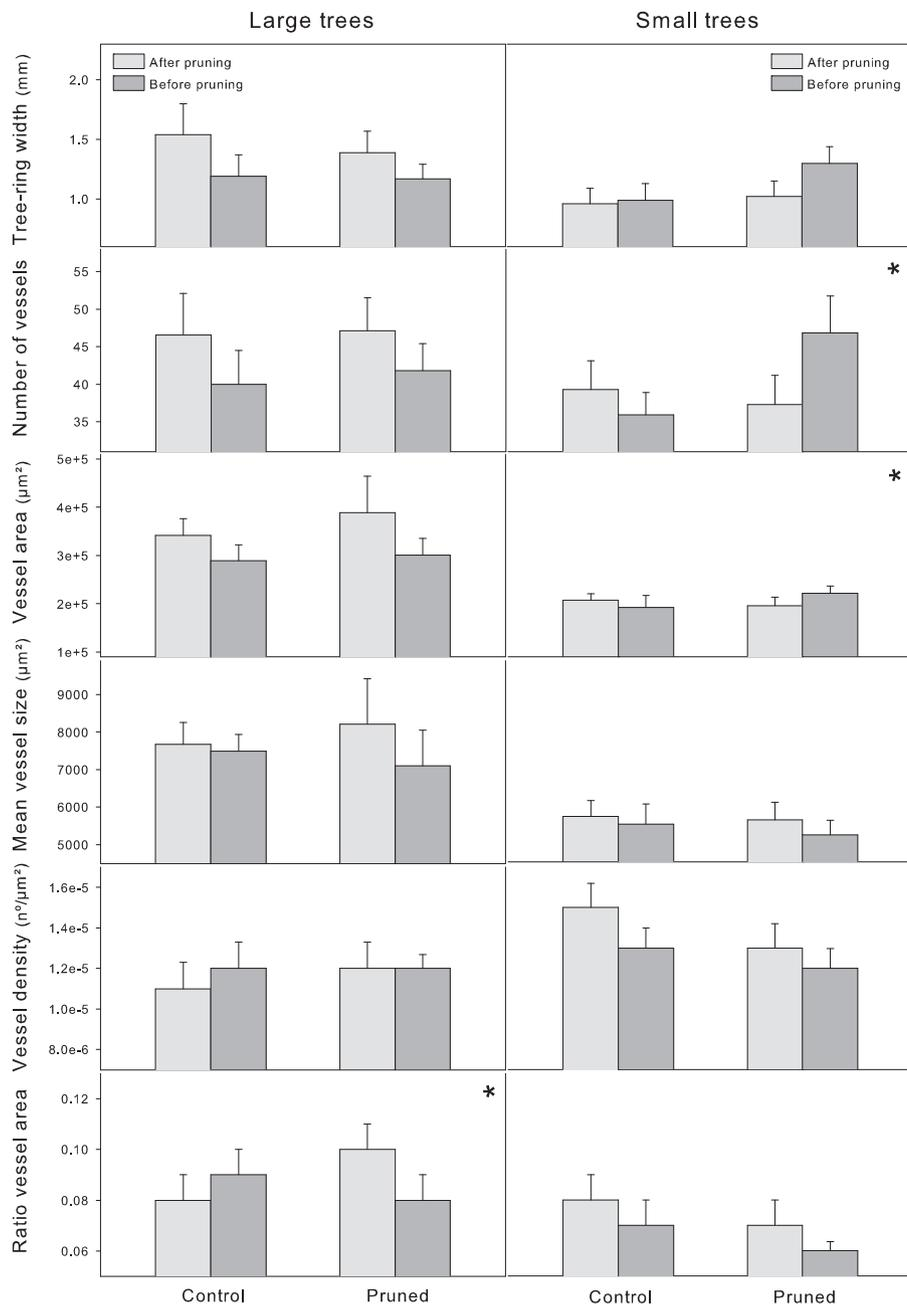 Large trees
Small trees
Tree-ring width (mm)
2.0
1.5
1.0
After pruning
Before pruning
After pruning
Before pruning
Number of vessels
55
50
45
40
35
*
Vessel area (µm²)
5e+5
4e+5
3e+5
2e+5
1e+5
*
Mean vessel size (µm²)
9000
8000
7000
6000
5000
Vessel density (nº/µm²)
1.6e-5
1.4e-5
1.2e-5
1.0e-5
8.0e-6
Ratio vessel area
0.12
0.10
0.08
0.06
*
Control
Pruned
Control
Pruned